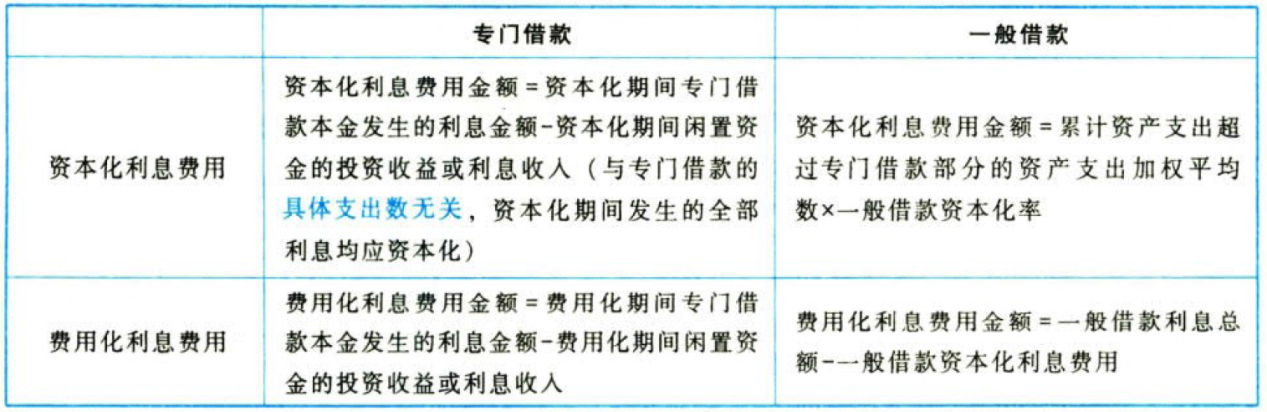 专门借款
一般借款
资本化利息费用
资本化利息费用金额=资本化期间专门借
款本金发生的利息金额-资本化期间闲置资
金的投资收益或利息收入（与专门借款的
具体支出数无关，资本化期间发生的全部
利息均应资本化）
资本化利息费用金额=累计资产支出超
过专门借款部分的资产支出加权平均
数×一般借款资本化率
费用化利息费用
费用化利息费用金额=费用化期间专门借
款本金发生的利息金额-费用化期间闲置资
金的投资收益或利息收入
费用化利息费用金额=一般借款利息总
额-一般借款资本化利息费用